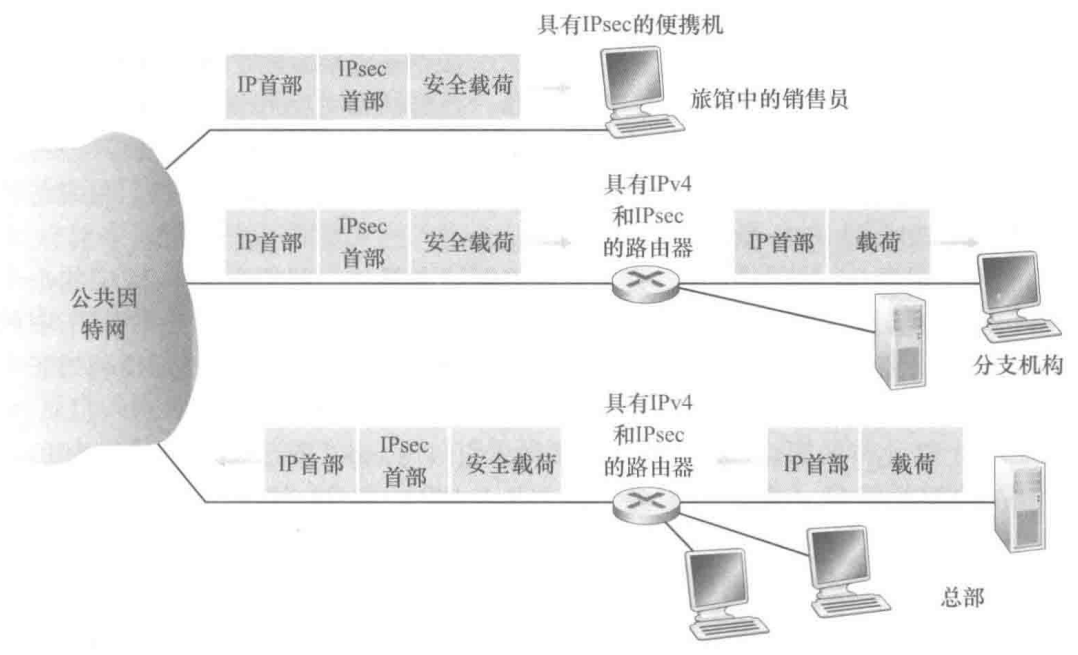 具有IPsec的便携机
IP首部 IPsec首部 安全载荷
旅馆中的销售员
具有IPv4
和IPsec
的路由器
IP首部 IPsec首部 安全载荷
IP首部 载荷
公共因
特网
分支机构
具有IPv4
和IPsec
的路由器
IP首部 IPsec首部 安全载荷
IP首部 载荷
总部